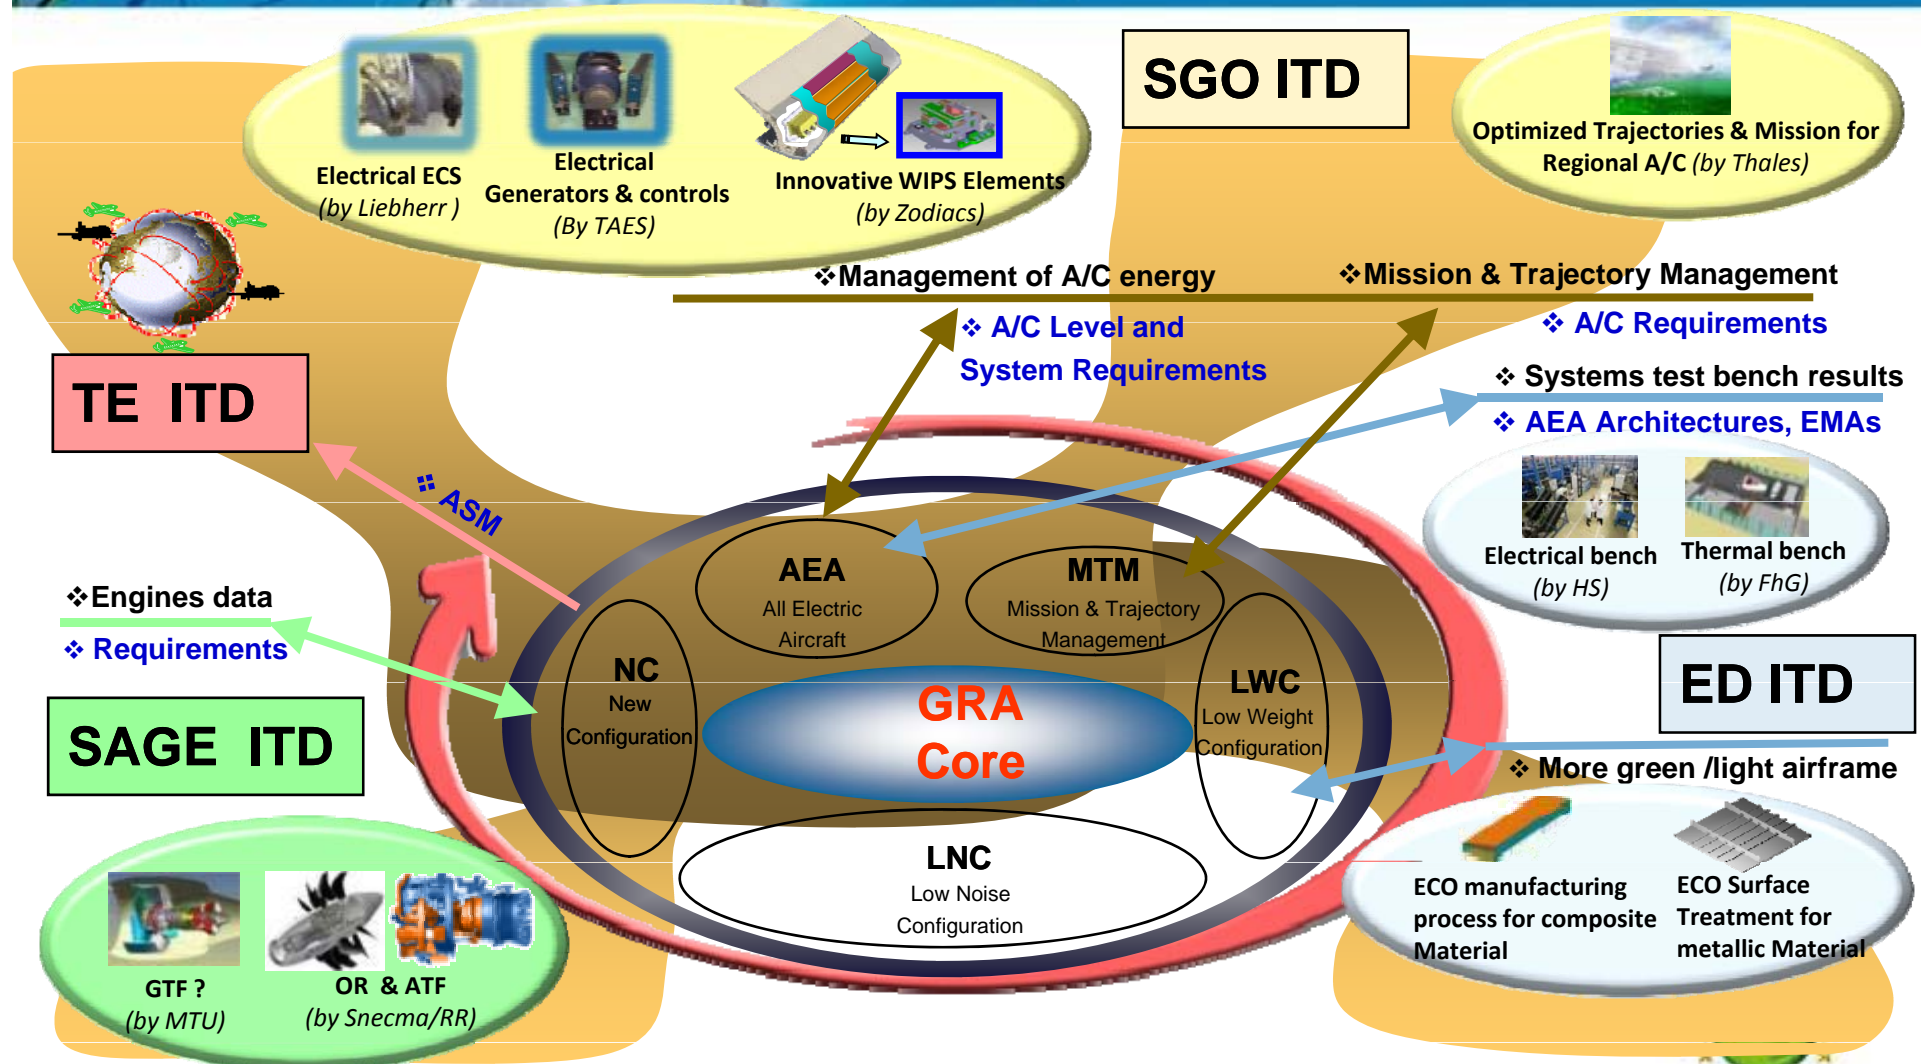 SGO ITD
Electrical ECS
(by Liebherr )
Electrical
Generators & controls
(By TAES)
Innovative WIPS Elements
(by Zodiacs)
Optimized Trajectories & Mission for
Regional A/C (by Thales)
❖Management of A/C energy
❖Mission & Trajectory Management
❖ A/C Level and
System Requirements
❖ A/C Requirements
TE ITD
❖ Systems test bench results
❖ AEA Architectures, EMAs
❖ ASM
Electrical bench
(by HS)
Thermal bench
(by FhG)
❖Engines data
❖ Requirements
AEA
All Electric
Aircraft
MTM
Mission & Trajectory
Management
NC
New
Configuration
GRA
Core
LWC
Low Weight
Configuration
ED ITD
SAGE ITD
❖ More green /light airframe
LNC
Low Noise
Configuration
ECO manufacturing
process for composite
Material
ECO Surface
Treatment for
metallic Material
GTF ?
(by MTU)
OR & ATF
(by Snecma/RR)